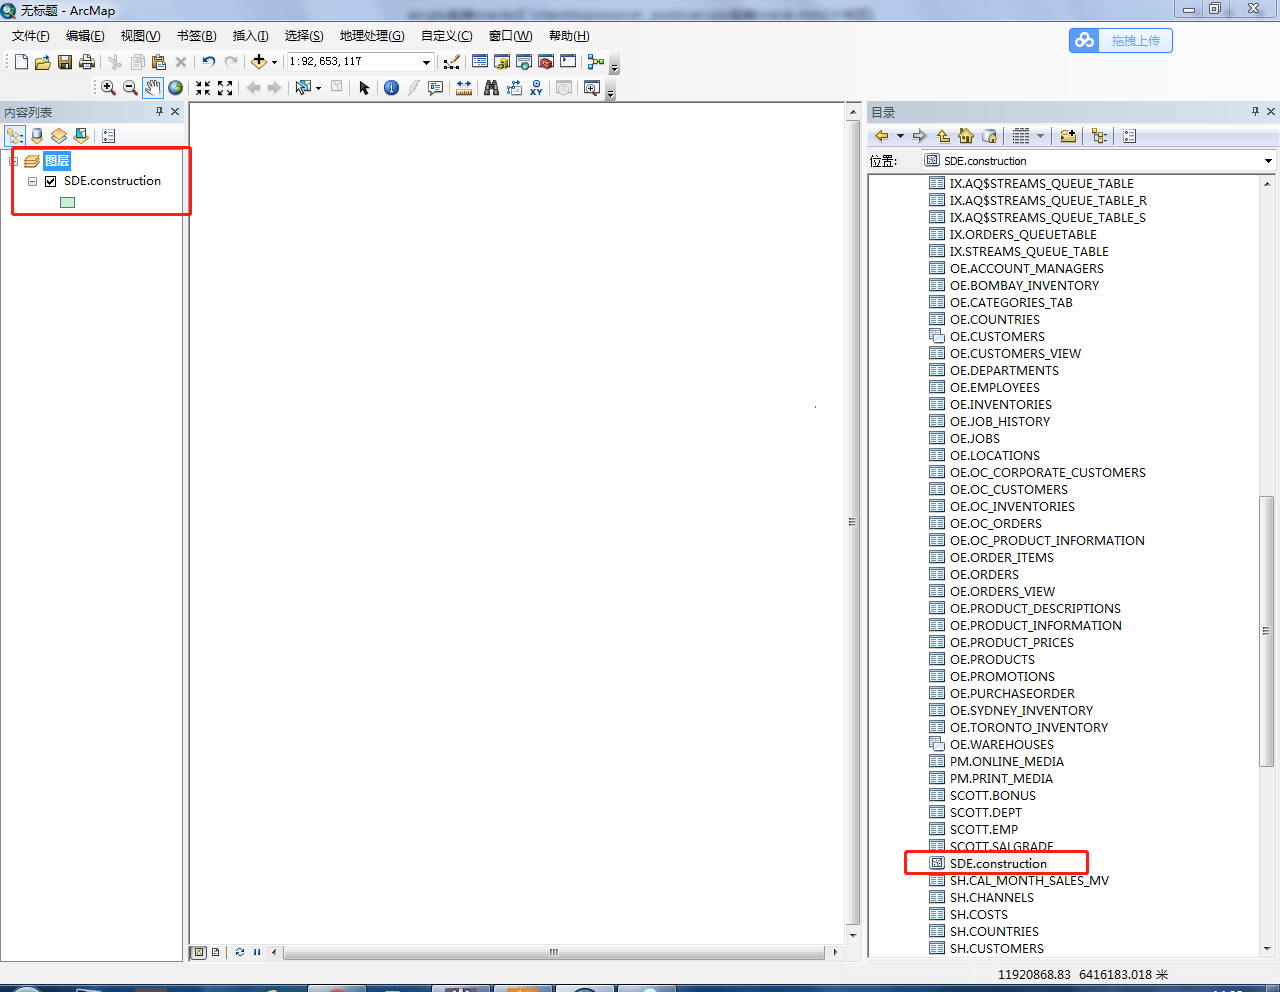 无标题 - ArcMap
文件(F) 编辑(E) 视图(V) 书签(B) 插入(I) 选择(S) 地理处理(G) 自定义(C) 窗口(W) 帮助(H)
拖拽上传
1:92,653,117
内容列表
图层
SDE.construction
目录
位置: SDE.construction
IX.AQ$STREAMS_QUEUE_TABLE
IX.AQ$STREAMS_QUEUE_TABLE_R
IX.AQ$STREAMS_QUEUE_TABLE_S
IX.ORDERS_QUEUETABLE
IX.STREAMS_QUEUE_TABLE
OE.ACCOUNT_MANAGERS
OE.BOMBAY_INVENTORY
OE.CATEGORIES_TAB
OE.COUNTRIES
OE.CUSTOMERS
OE.CUSTOMERS_VIEW
OE.DEPARTMENTS
OE.EMPLOYEES
OE.INVENTORIES
OE.JOB_HISTORY
OE.JOBS
OE.LOCATIONS
OE.OC_CORPORATE_CUSTOMERS
OE.OC_CUSTOMERS
OE.OC_INVENTORIES
OE.OC_ORDERS
OE.OC_PRODUCT_INFORMATION
OE.ORDER_ITEMS
OE.ORDERS
OE.ORDERS_VIEW
OE.PRODUCT_DESCRIPTIONS
OE.PRODUCT_INFORMATION
OE.PRODUCT_PRICES
OE.PRODUCTS
OE.PROMOTIONS
OE.PURCHASEORDER
OE.SYDNEY_INVENTORY
OE.TORONTO_INVENTORY
OE.WAREHOUSES
PM.ONLINE_MEDIA
PM.PRINT_MEDIA
SCOTT.BONUS
SCOTT.DEPT
SCOTT.EMP
SCOTT.SALGRADE
SDE.construction
SH.CAL_MONTH_SALES_MV
SH.CHANNELS
SH.COSTS
SH.COUNTRIES
SH.CUSTOMERS
11920868.83 6416183.018 米